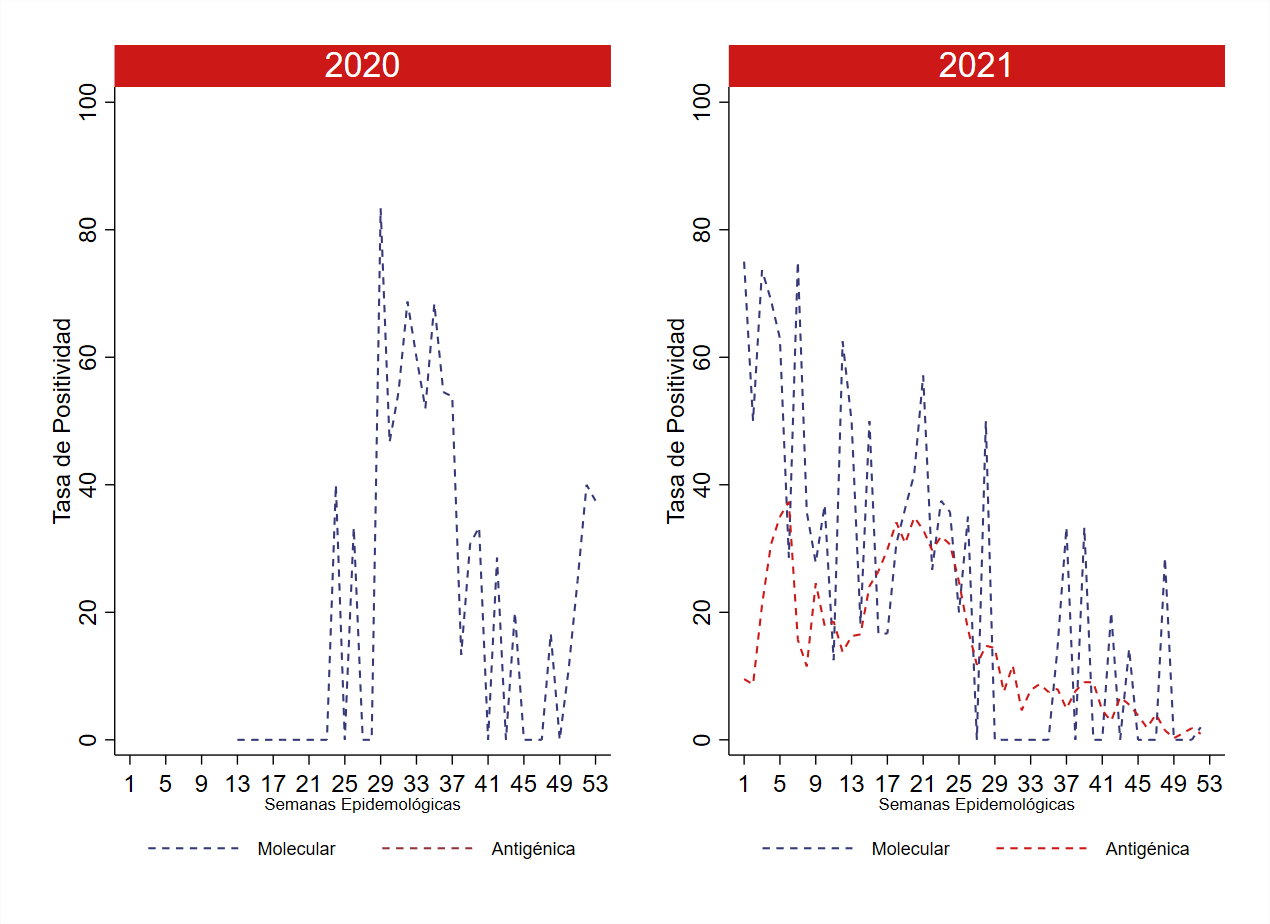 2020
100
80
60
40
20
0
Tasa de Positividad
1 5 9 13 17 21 25 29 33 37 41 45 49 53
Semanas Epidemológicas
Molecular Antigénica
2021
100
80
60
40
20
0
Tasa de Positividad
1 5 9 13 17 21 25 29 33 37 41 45 49 53
Semanas Epidemológicas
Molecular Antigénica